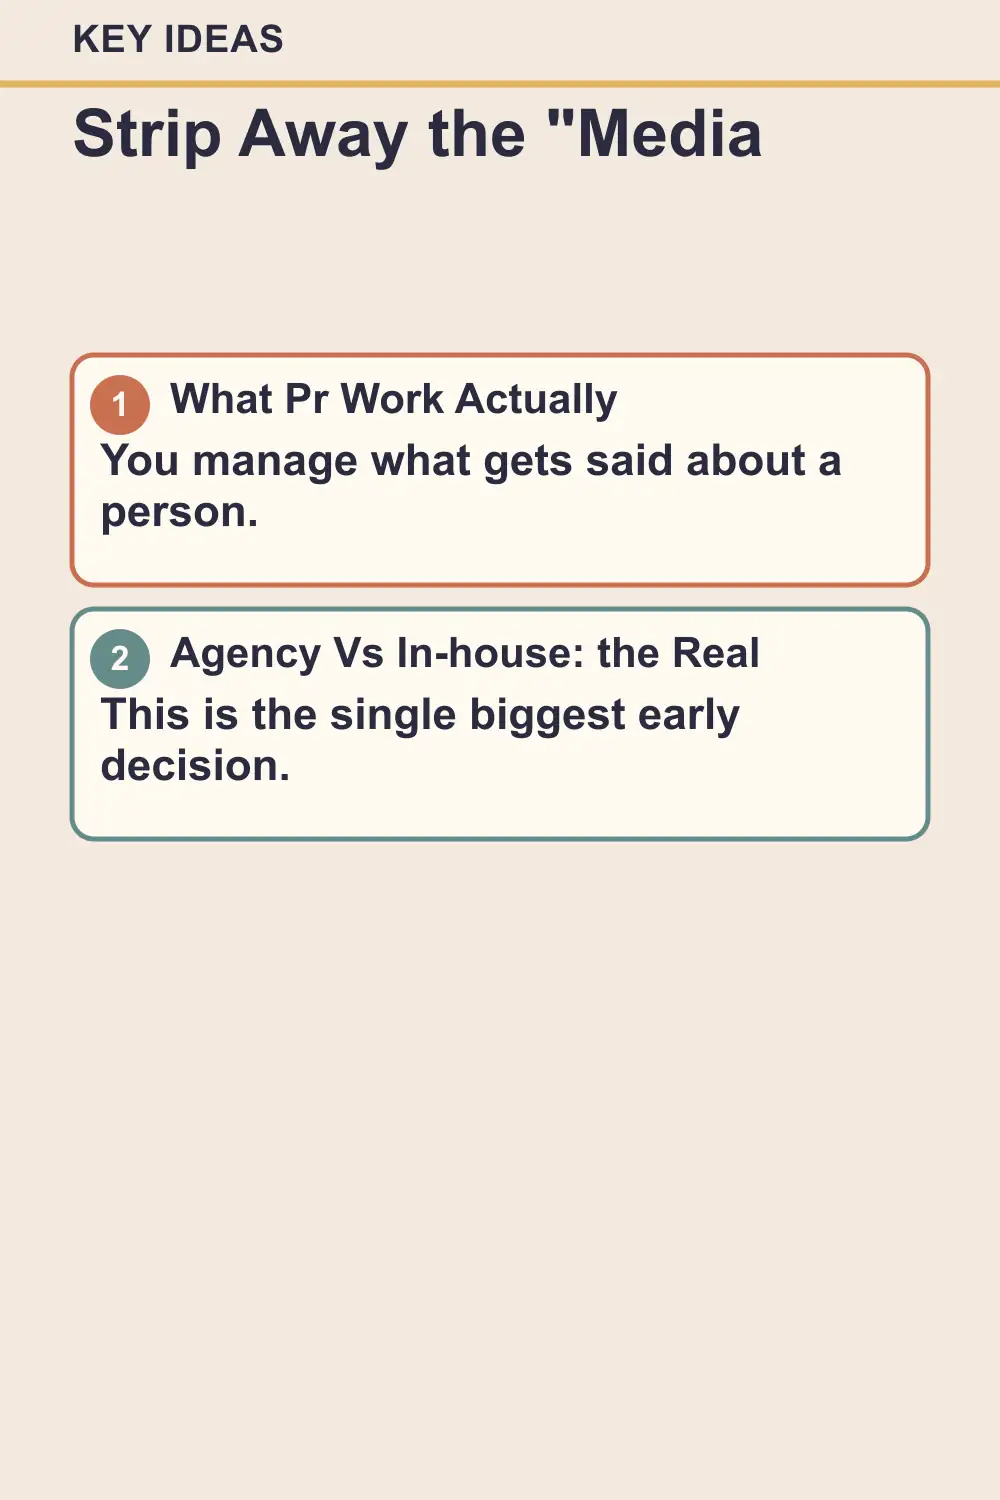 KEY IDEAS
Strip Away the "Media
1
What Pr Work Actually
You manage what gets said about a
person.
2
Agency Vs In-house: the Real
This is the single biggest early
decision.